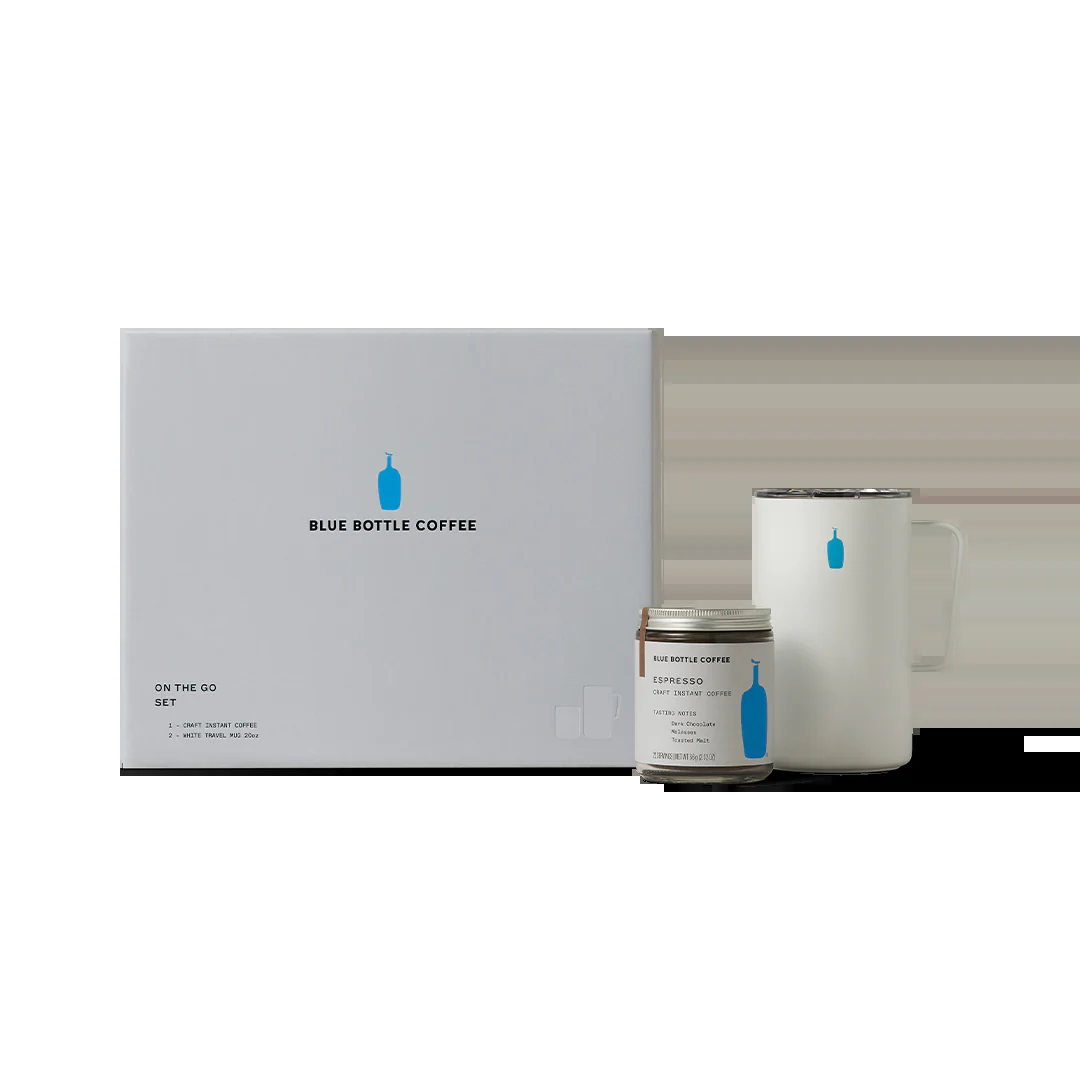 BLUE BOTTLE COFFEE
ON THE GO
SET
1 - CRAFT INSTANT COFFEE
2 - WHITE TRAVEL MUG 20oz
BLUE BOTTLE COFFEE
ESPRESSO
CRAFT INSTANT COFFEE
TASTING NOTES
Dark Chocolate
Molasses
Toasted Malt